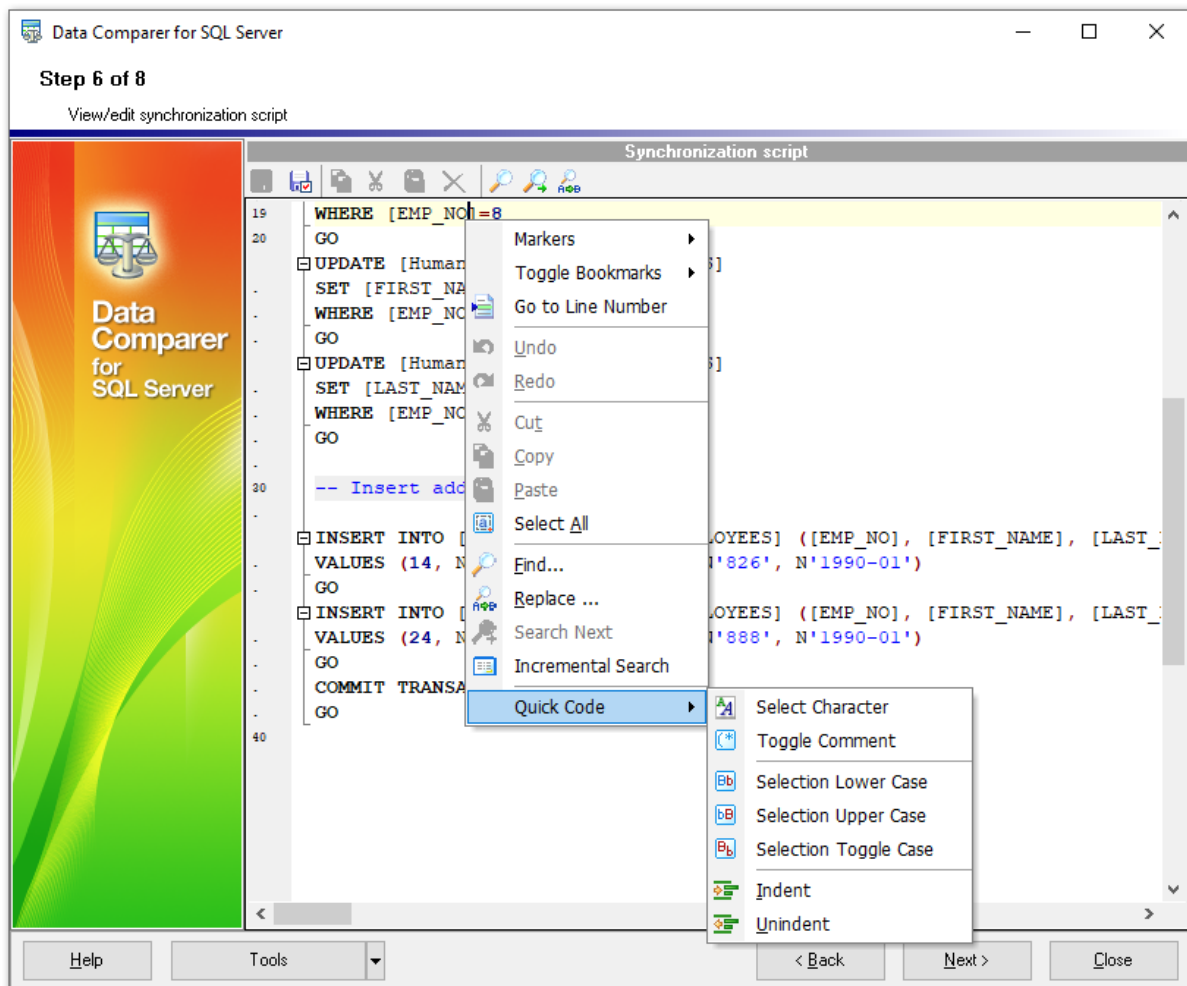 Data Comparer for SQL Server
Step 6 of 8
View/edit synchronization script
Synchronization script
Data
Comparer
for
SQL Server
19 WHERE [EMP_NO]=8
20 GO
UPDATE [Human S]
SET [FIRST_NA
WHERE [EMP_NO
GO
UPDATE [Human S]
SET [LAST_NAM
WHERE [EMP_NO
GO
30 -- Insert add
INSERT INTO [ LOYEES] ([EMP_NO], [FIRST_NAME], [LAST_
VALUES (14, N N'826', N'1990-01')
GO
INSERT INTO [ LOYEES] ([EMP_NO], [FIRST_NAME], [LAST_
VALUES (24, N N'888', N'1990-01')
GO
COMMIT TRANSA
GO
40
Markers
Toggle Bookmarks
Go to Line Number
Undo
Redo
Cut
Copy
Paste
Select All
Find...
Replace ...
Search Next
Incremental Search
Quick Code
Select Character
Toggle Comment
Selection Lower Case
Selection Upper Case
Selection Toggle Case
Indent
Unindent
Help
Tools
< Back
Next >
Close